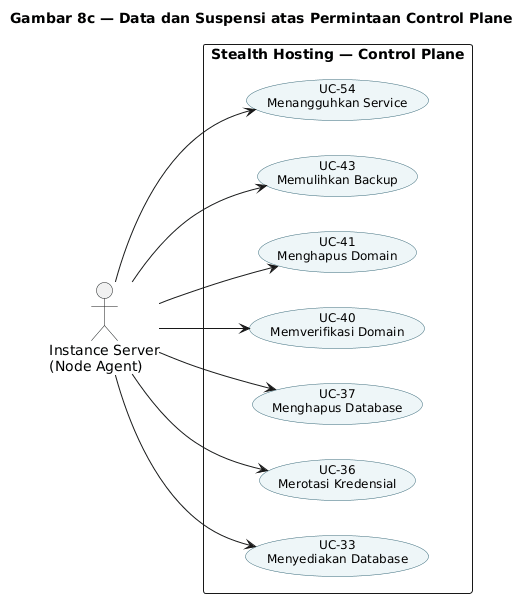 Gambar 8c — Data dan Suspensi atas Permintaan Control Plane
Stealth Hosting — Control Plane
UC-54
Menangguhkan Service
UC-43
Memulihkan Backup
UC-41
Menghapus Domain
UC-40
Memverifikasi Domain
Instance Server
(Node Agent)
UC-37
Menghapus Database
UC-36
Merotasi Kredensial
UC-33
Menyediakan Database